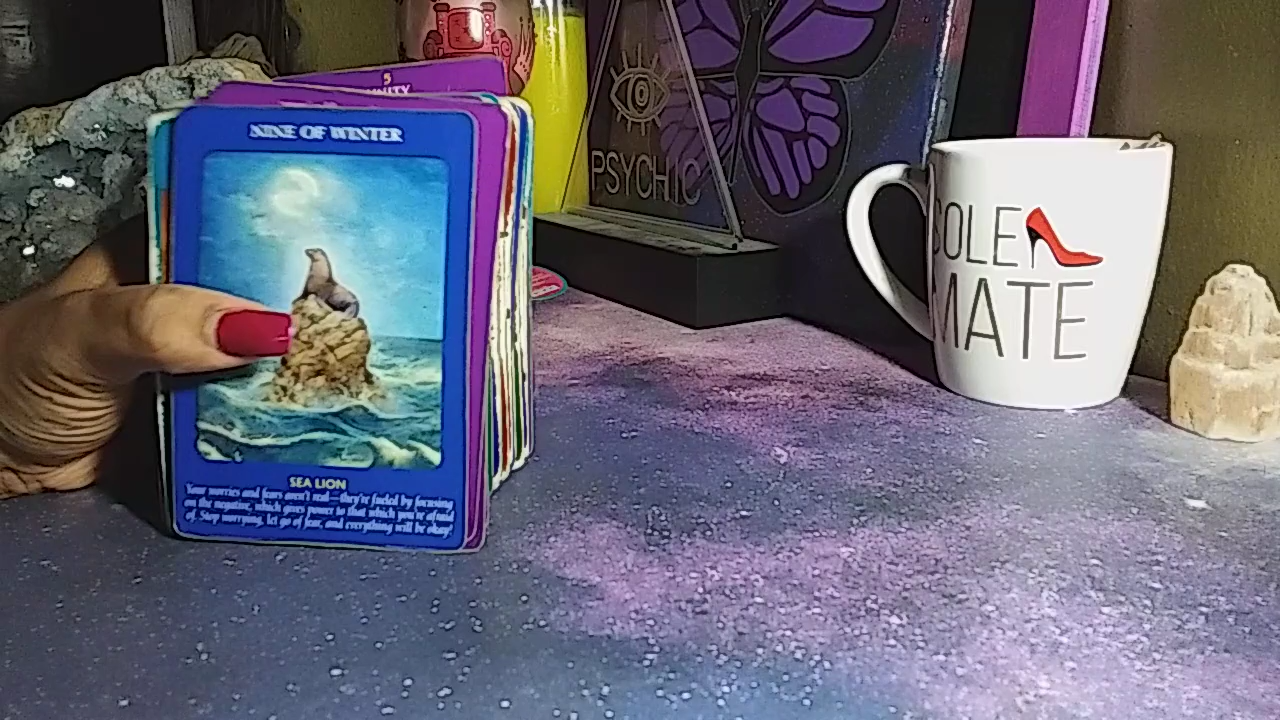 5
NINE OF WINTER
SEA LION
Your worries and fears aren't real—they're fueled by focusing
on the negative, which gives power to that which you're afraid
of. Stop worrying, let go of fear, and everything will be okay!
PSYCHIC
SOLE
MATE